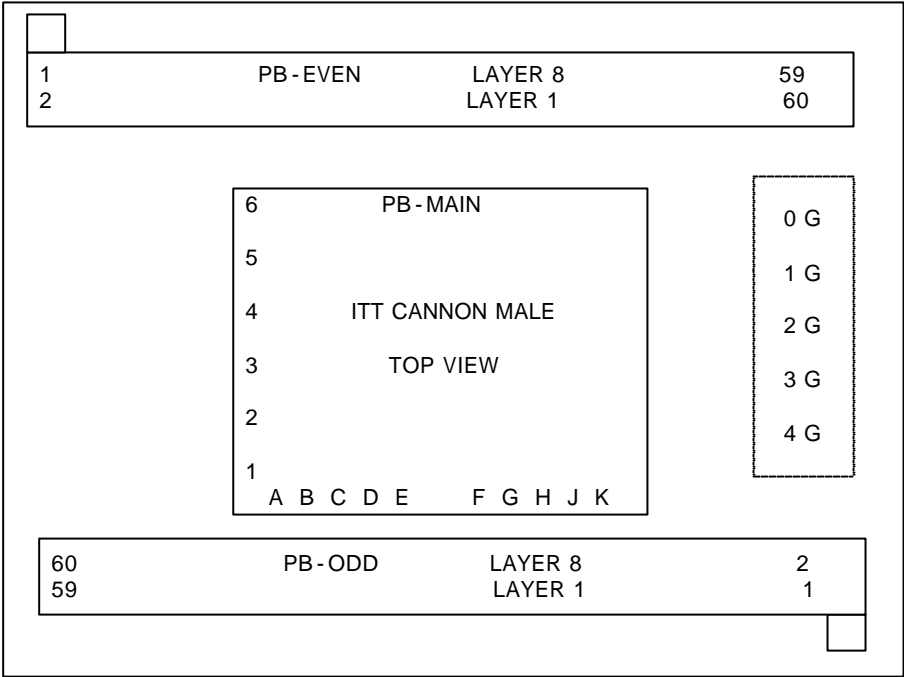 1 PB-EVEN LAYER 8 59
2 LAYER 1 60
6 PB-MAIN
5
4 ITT CANNON MALE
3 TOP VIEW
2
1
A B C D E F G H J K
0 G
1 G
2 G
3 G
4 G
60 PB-ODD LAYER 8 2
59 LAYER 1 1